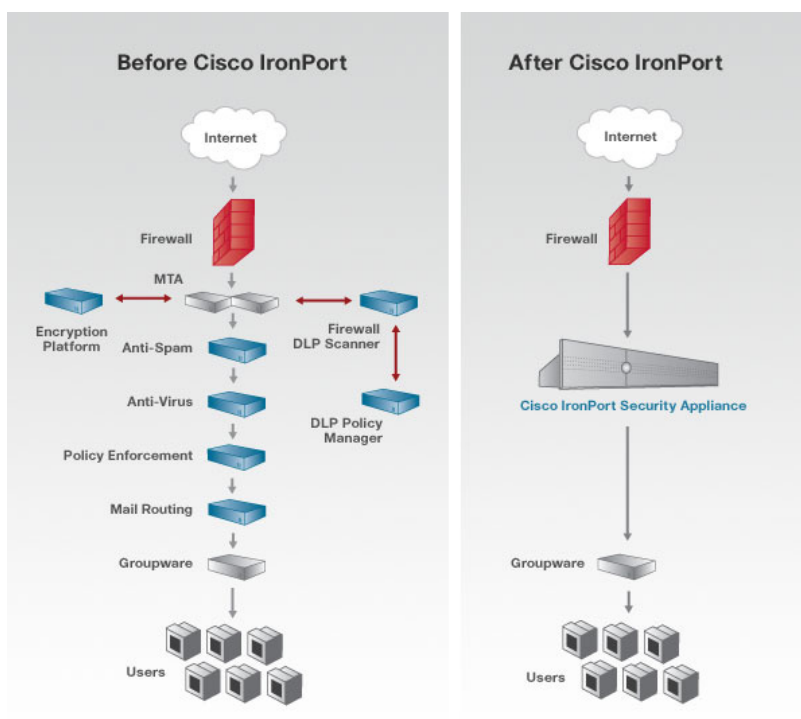 Before Cisco IronPort
Internet
Firewall
MTA
Encryption
Platform
Firewall
DLP Scanner
Anti-Spam
Anti-Virus
DLP Policy
Manager
Policy Enforcement
Mail Routing
Groupware
Users
After Cisco IronPort
Internet
Firewall
Cisco IronPort Security Appliance
Groupware
Users